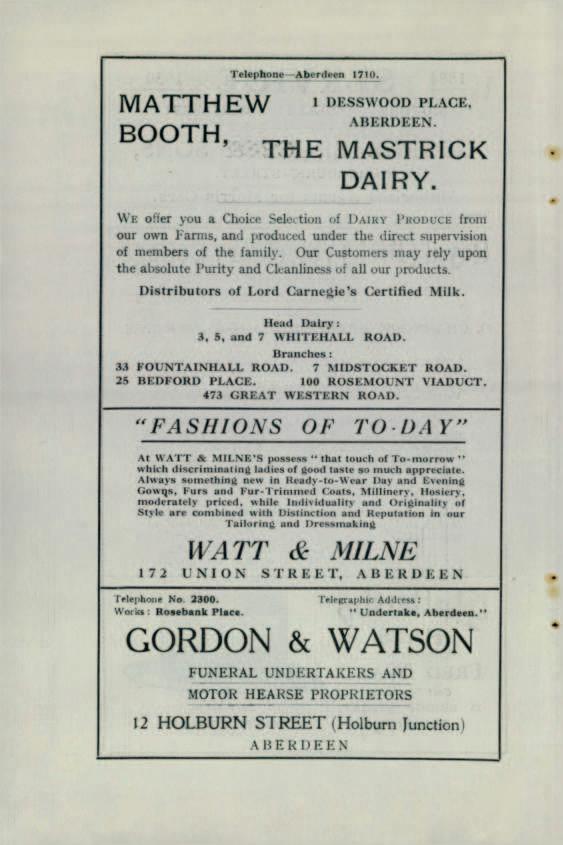 Telephone—Aberdeen 1710.
MATTHEW BOOTH,
1 DESSWOOD PLACE,
ABERDEEN.
THE MASTRICK
DAIRY.
WE offer you a Choice Selection of DAIRY PRODUCE from
our own Farms, and produced under the direct supervision
of members of the family. Our Customers may rely upon
the absolute Purity and Cleanliness of all our products.
Distributors of Lord Carnegie's Certified Milk.
Head Dairy:
3, 5, and 7 WHITEHALL ROAD.
Branches:
33 FOUNTAINHALL ROAD. 7 MIDSTOCKET ROAD.
25 BEDFORD PLACE. 100 ROSEMOUNT VIADUCT.
473 GREAT WESTERN ROAD.
"FASHIONS OF TO-DAY"
At WATT & MILNE'S possess "that touch of To-morrow"
which discriminating ladies of good taste so much appreciate.
Always something new in Ready-to-Wear Day and Evening
Gowns, Furs and Fur-Trimmed Coats, Millinery, Hosiery,
moderately priced, while Individuality and Originality of
Style are combined with Distinction and Reputation in our
Tailoring and Dressmaking
WATT & MILNE
172 UNION STREET, ABERDEEN
Telephone No. 2300. Telegraphic Address:
Works: Rosebank Place. "Undertake, Aberdeen."
GORDON & WATSON
FUNERAL UNDERTAKERS AND
MOTOR HEARSE PROPRIETORS
12 HOLBURN STREET (Holburn Junction)
ABERDEEN